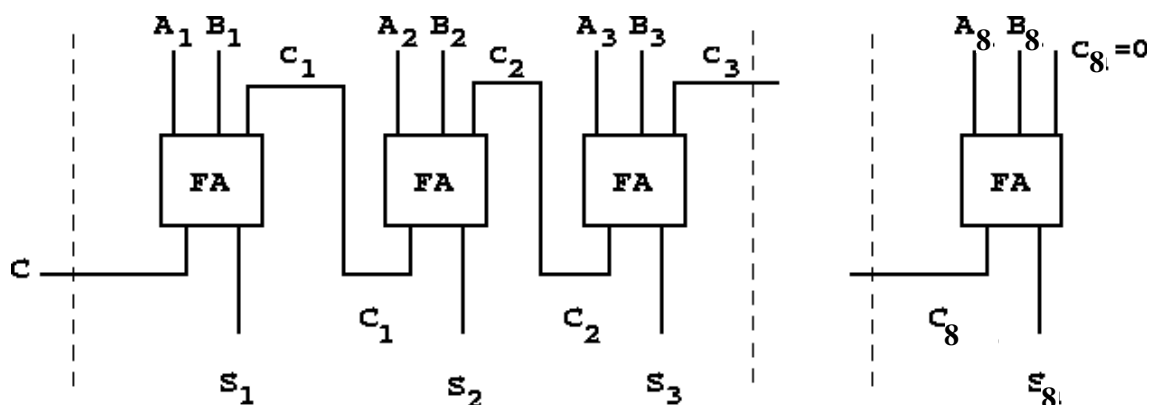 A1 B1 A2 B2 A3 B3 A8 B8
C1 C2 C3 C8=0
FA FA FA FA
C
C1 C2 C8
S1 S2 S3 S8